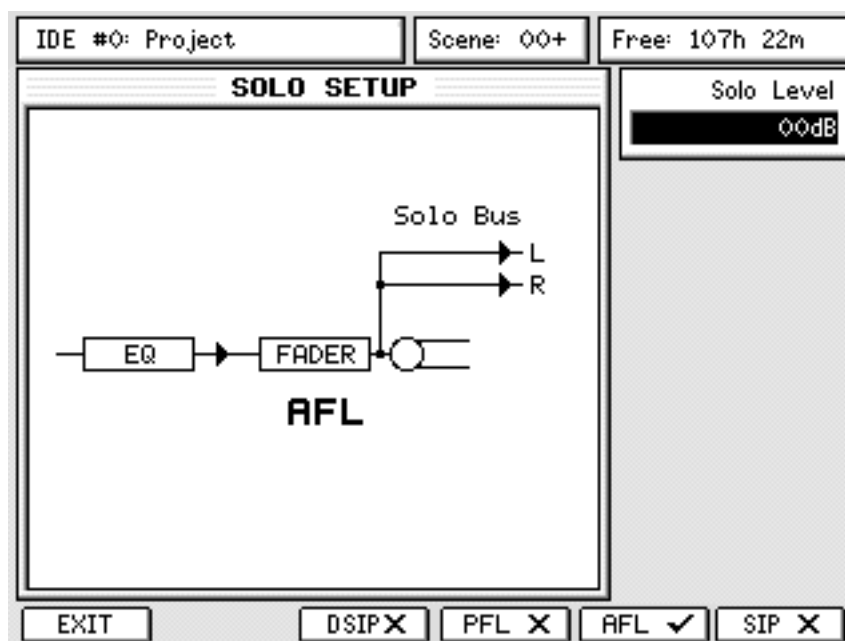 IDE #0: Project
Scene: 00+
Free: 107h 22m
SOLO SETUP
Solo Level
00dB
Solo Bus
L
R
EQ
FADER
AFL
EXIT
DSIP X
PFL X
AFL ✓
SIP X